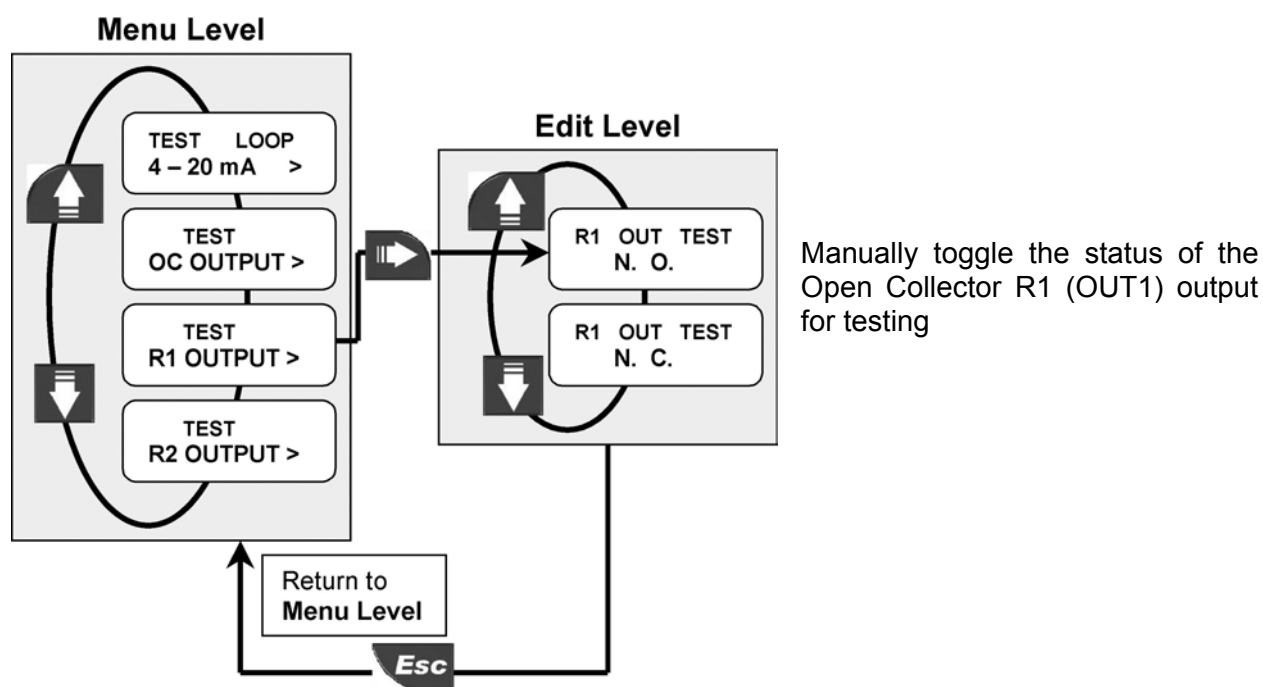 Menu Level
TEST LOOP
4 – 20 mA >
TEST
OC OUTPUT >
TEST
R1 OUTPUT >
TEST
R2 OUTPUT >
Edit Level
R1 OUT TEST
N. O.
R1 OUT TEST
N. C.
Manually toggle the status of the
Open Collector R1 (OUT1) output
for testing
Return to
Menu Level
Esc